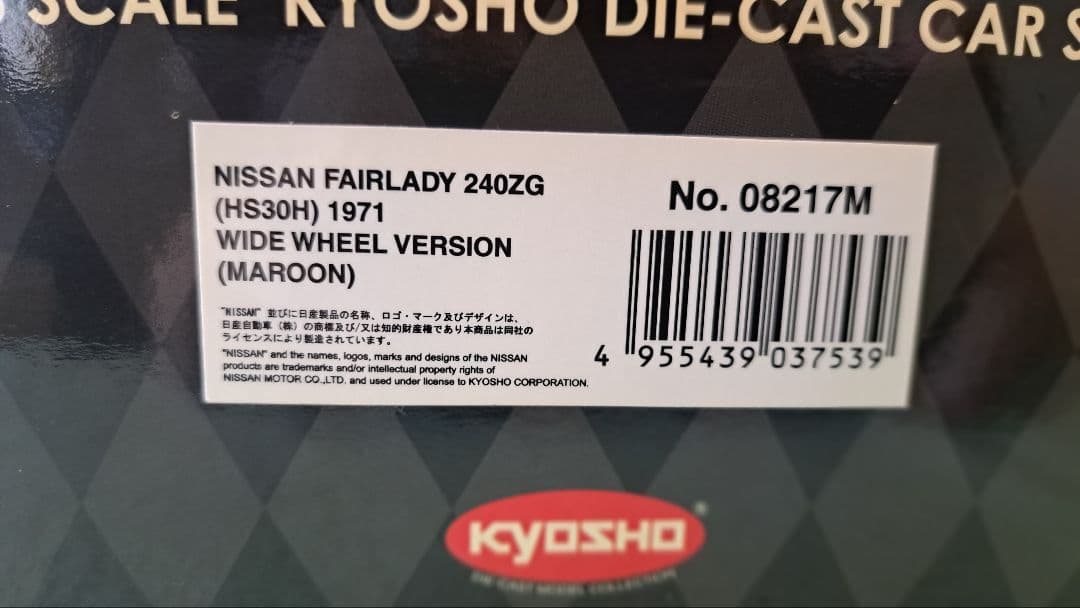 SCALE KYOSHO DIE-CAST CAR
NISSAN FAIRLADY 240ZG
(HS30H) 1971
WIDE WHEEL VERSION
(MAROON)
No. 08217M
"NISSAN" 並びに日産製品の名称、ロゴ・マーク及びデザインは、
日産自動車(株)の商標及び/又は知的財産権であり本商品は同社の
ライセンスにより製造されています。
"NISSAN" and the names, logos, marks and designs of the NISSAN
products are trademarks and/or intellectual property rights of
NISSAN MOTOR CO.,LTD. and used under license to KYOSHO CORPORATION.
4 955439 037539
KYOSHO
DIE-CAST MODEL COLLECTION